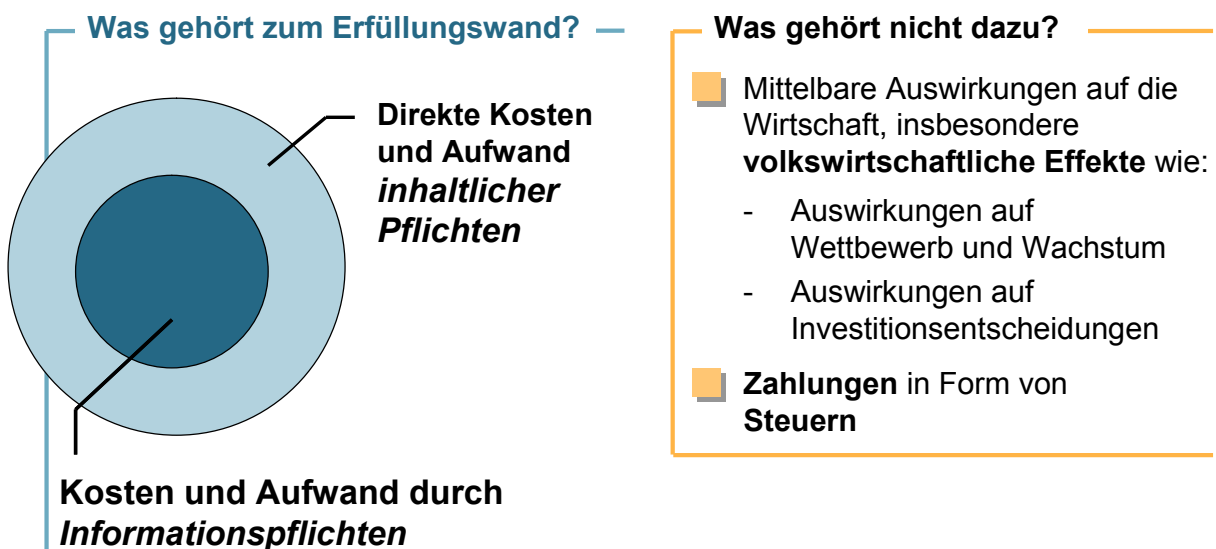 Was gehört zum Erfüllungswand?
Direkte Kosten
und Aufwand
inhaltlicher
Pflichten
Kosten und Aufwand durch
Informationspflichten
Was gehört nicht dazu?
Mittelbare Auswirkungen auf die
Wirtschaft, insbesondere
volkswirtschaftliche Effekte wie:
- Auswirkungen auf
Wettbewerb und Wachstum
- Auswirkungen auf
Investitionsentscheidungen
Zahlungen in Form von
Steuern